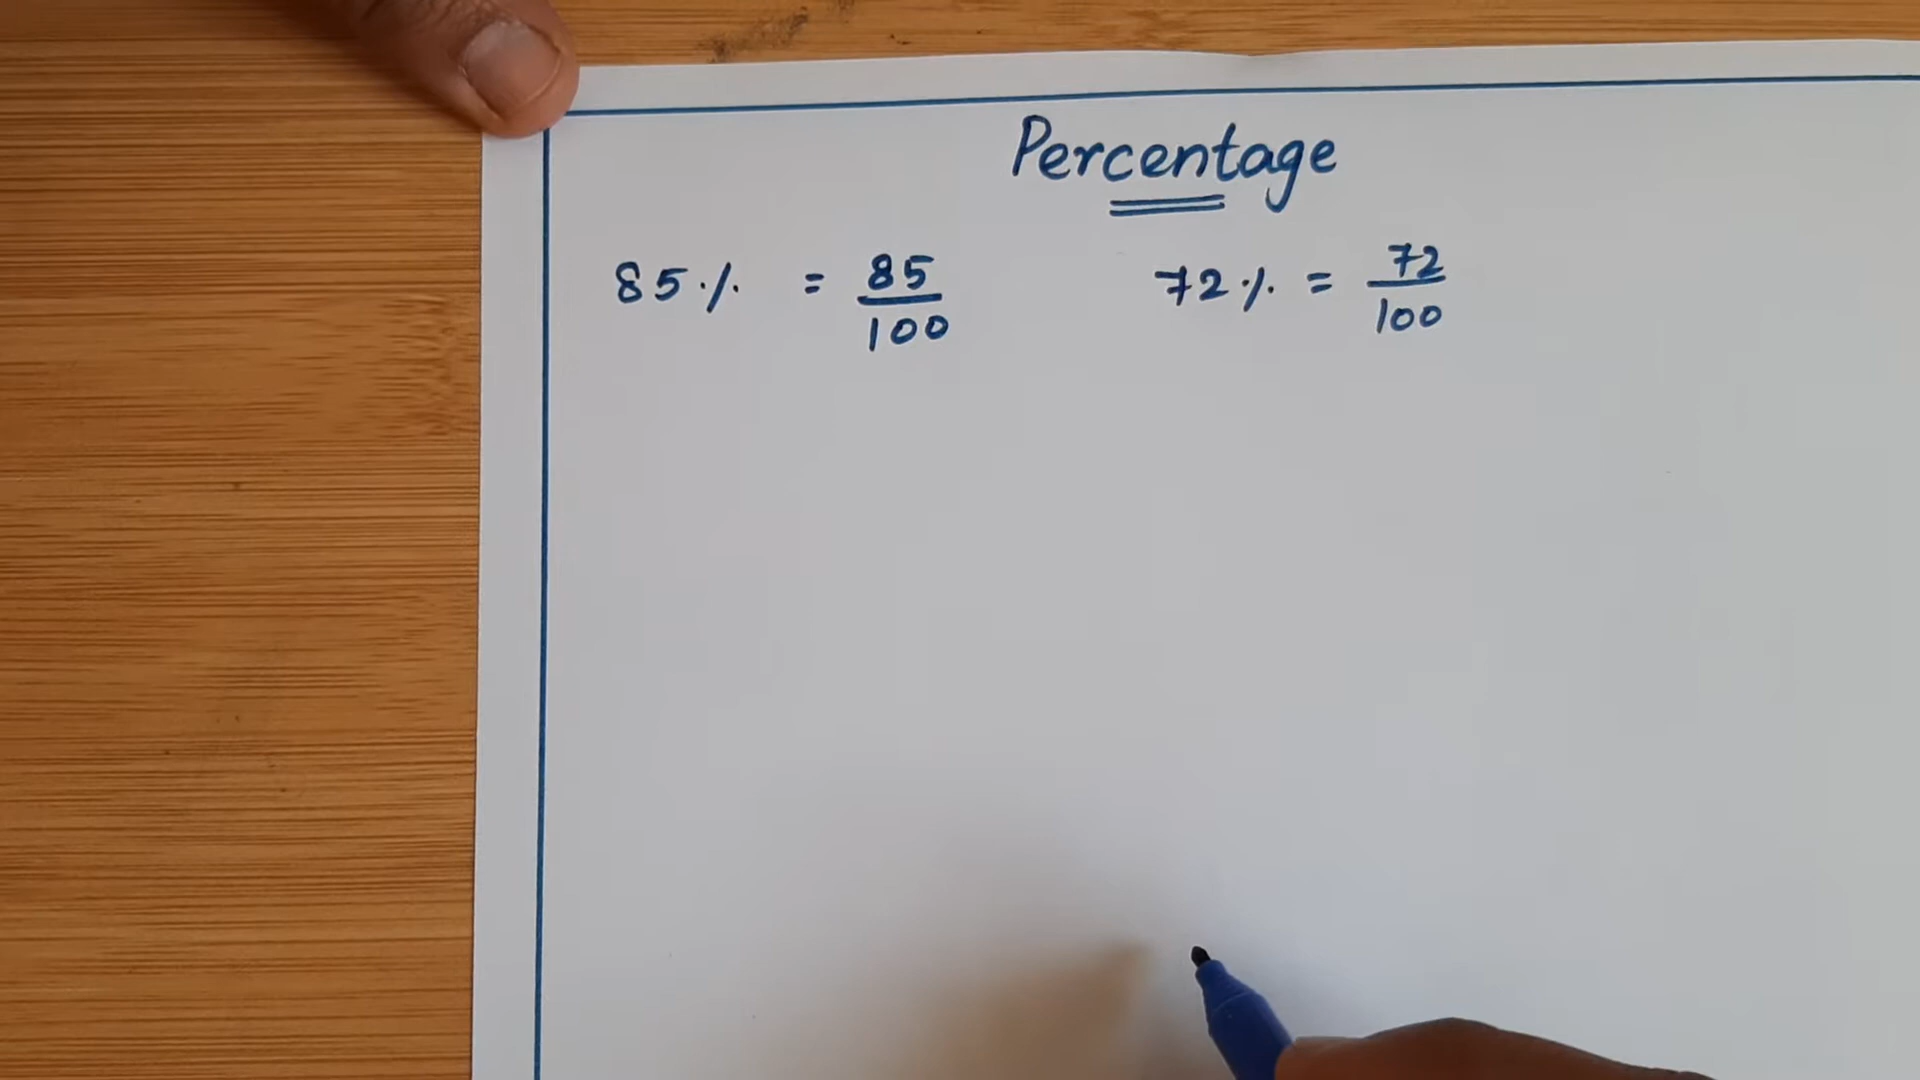 Percentage
85% = 85/100 72% = 72/100